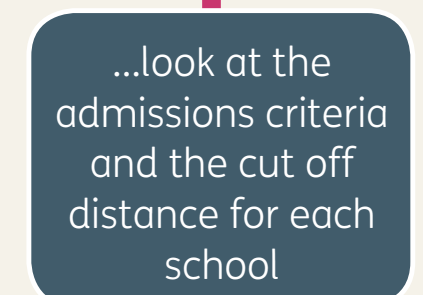 ...look at the
admissions criteria
and the cut off
distance for each
school